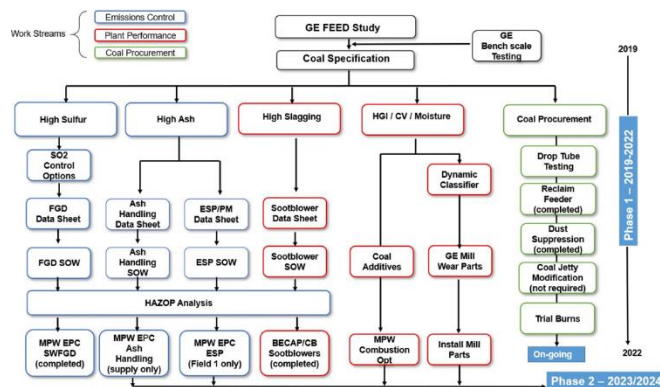 Work Streams
Emissions Control
Plant Performance
Coal Procurement
GE FEED Study
GE
Bench scale
Testing
Coal Specification
2019
High Sulfur
High Ash
High Slagging
HGI / CV / Moisture
Coal Procurement
SO2
Control
Options
Drop Tube
Testing
Dynamic
Classifier
FGD
Data Sheet
Ash
Handling
Data Sheet
ESP/PM
Data Sheet
Sootblower
Data Sheet
Reclaim
Feeder
(completed)
Dust
Suppression
(completed)
FGD SOW
Ash
Handling
SOW
ESP SOW
Sootblower
SOW
Coal
Additives
GE Mill
Wear Parts
Coal Jetty
Modification
(not required)
HAZOP Analysis
Trial Burns
MPW EPC
SWFGD
(completed)
MPW EPC
Ash
Handling
(supply only)
MPW EPC
ESP
(Field 1 only)
BECAP/CB
Sootblowers
(completed)
MPW
Combustion
Opt
Install Mill
Parts
On-going
Phase 1 – 2019-2022
2022
Phase 2 – 2023/2024